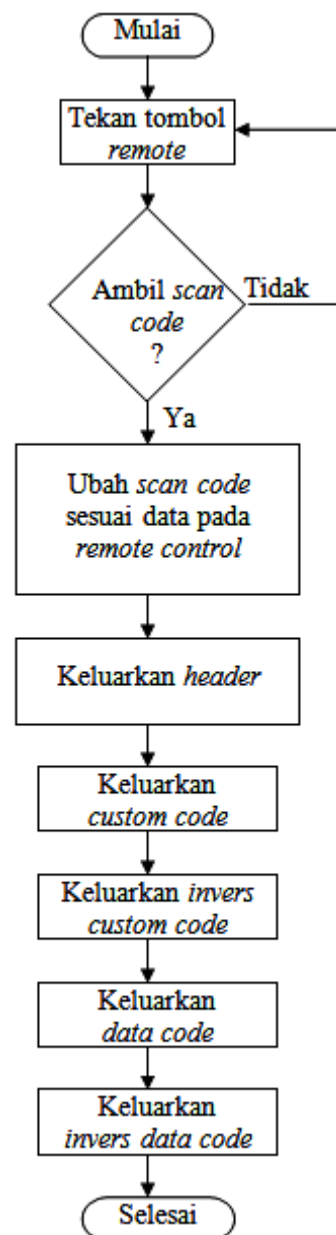 Mulai
Tekan tombol
remote
Ambil scan
code
?
Tidak
Ya
Ubah scan code
sesuai data pada
remote control
Keluarkan header
Keluarkan
custom code
Keluarkan invers
custom code
Keluarkan
data code
Keluarkan
invers data code
Selesai